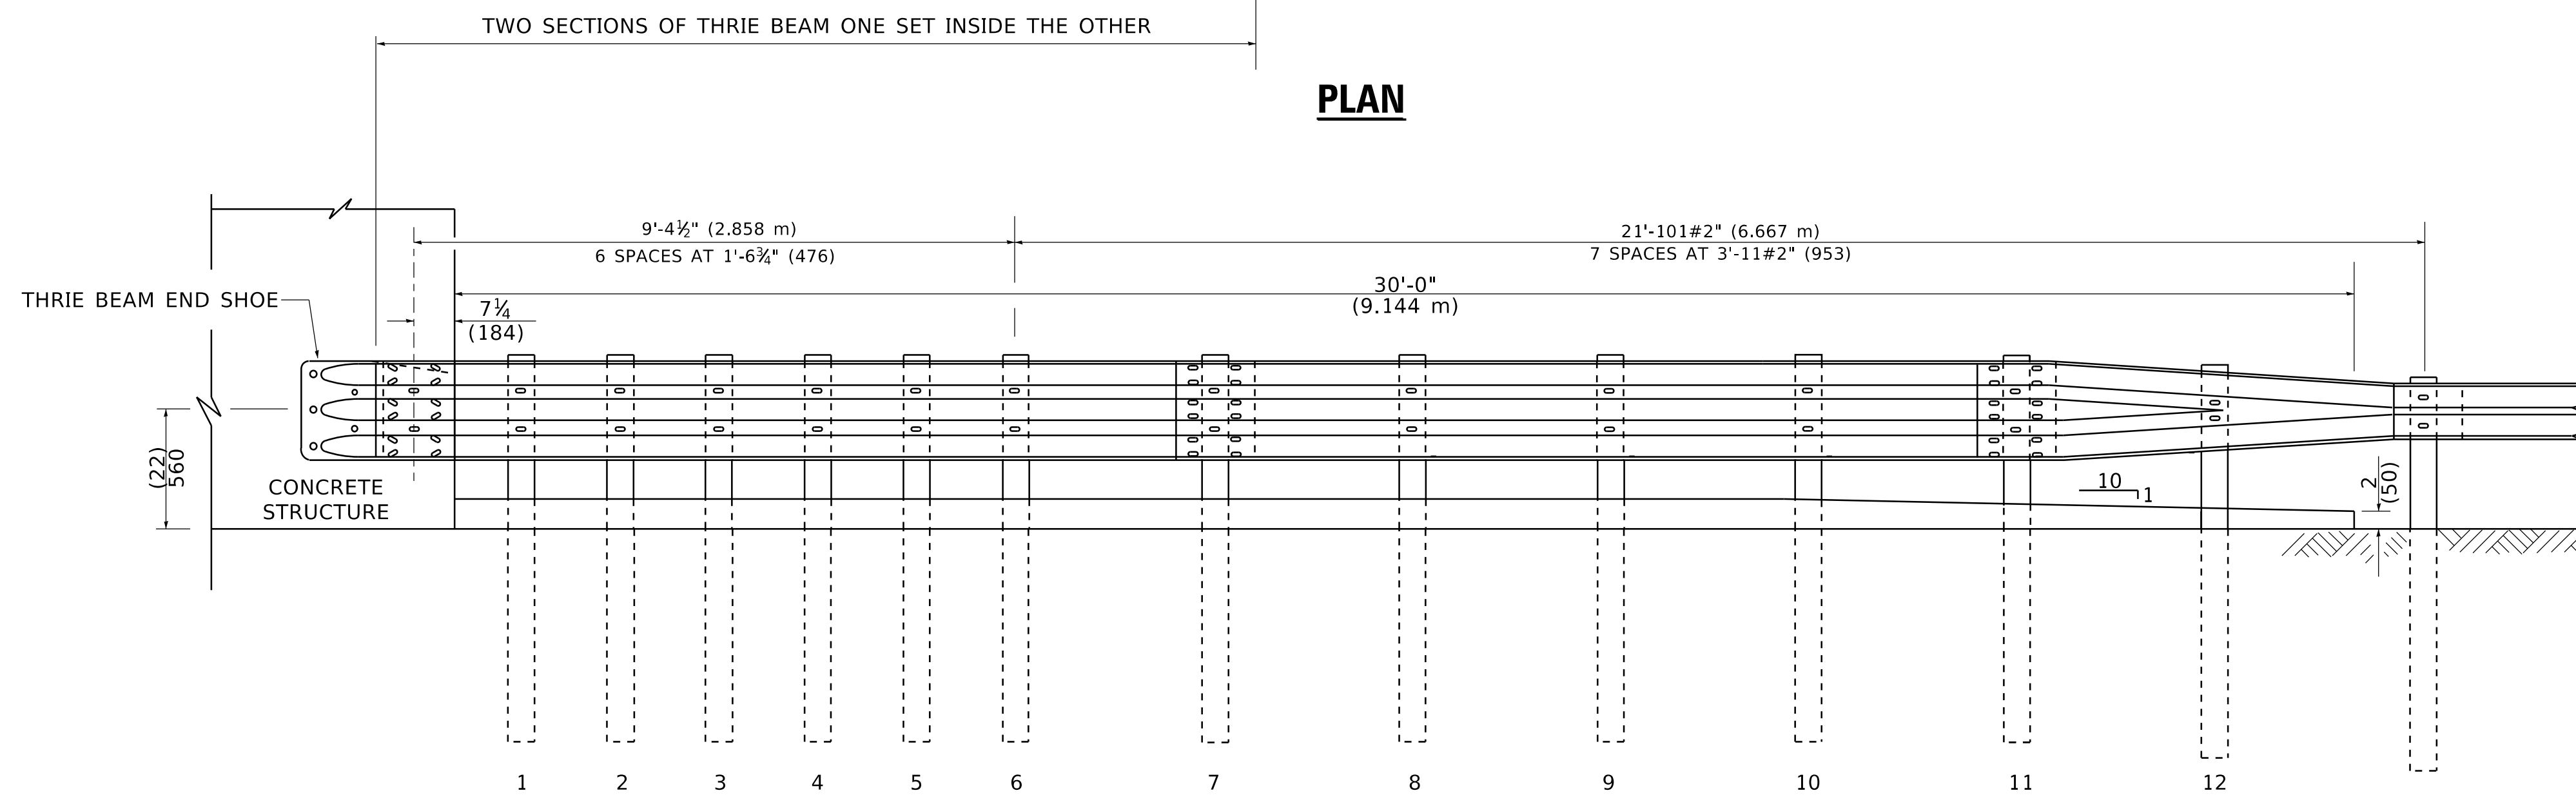 TWO SECTIONS OF THRIE BEAM ONE SET INSIDE THE OTHER
PLAN
9'-4½" (2.858 m)
6 SPACES AT 1'-6¾" (476)
21'-101#2" (6.667 m)
7 SPACES AT 3'-11#2" (953)
30'-0"
(9.144 m)
THRIE BEAM END SHOE
7¼
(184)
(22)
560
CONCRETE
STRUCTURE
10
1
2
(50)
1 2 3 4 5 6 7 8 9 10 11 12